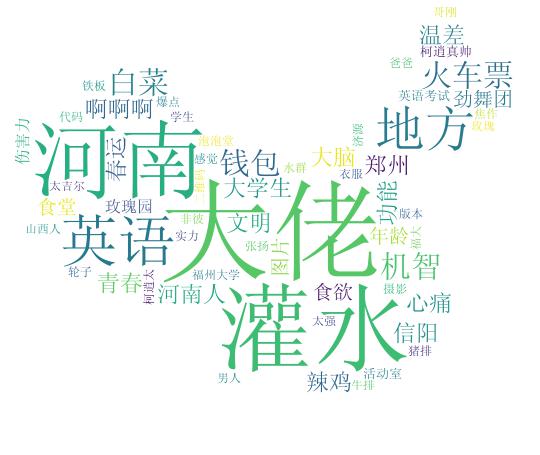 哥刚
温差
柯逍真帅
爸爸
火车票
白菜
铁板
英语考试
劲舞团
啊啊啊
爆点
地方
焦作
玫瑰
代码
学生
伤害力
河南
春运
泡泡堂
济源
感觉
钱包
大脑
郑州
水群
衣服
太吉尔
大学生
二维码
食堂
玫瑰园
大佬
功能
版本
非彼
文明
英语
山西人
实力
张扬
图片
年龄
福大
轮子
青春
柯道太
福州大学
机智
河南人
食欲
摄影
心痛
灌水
太强
信阳
猪排
男人
辣鸡
活动室
牛排